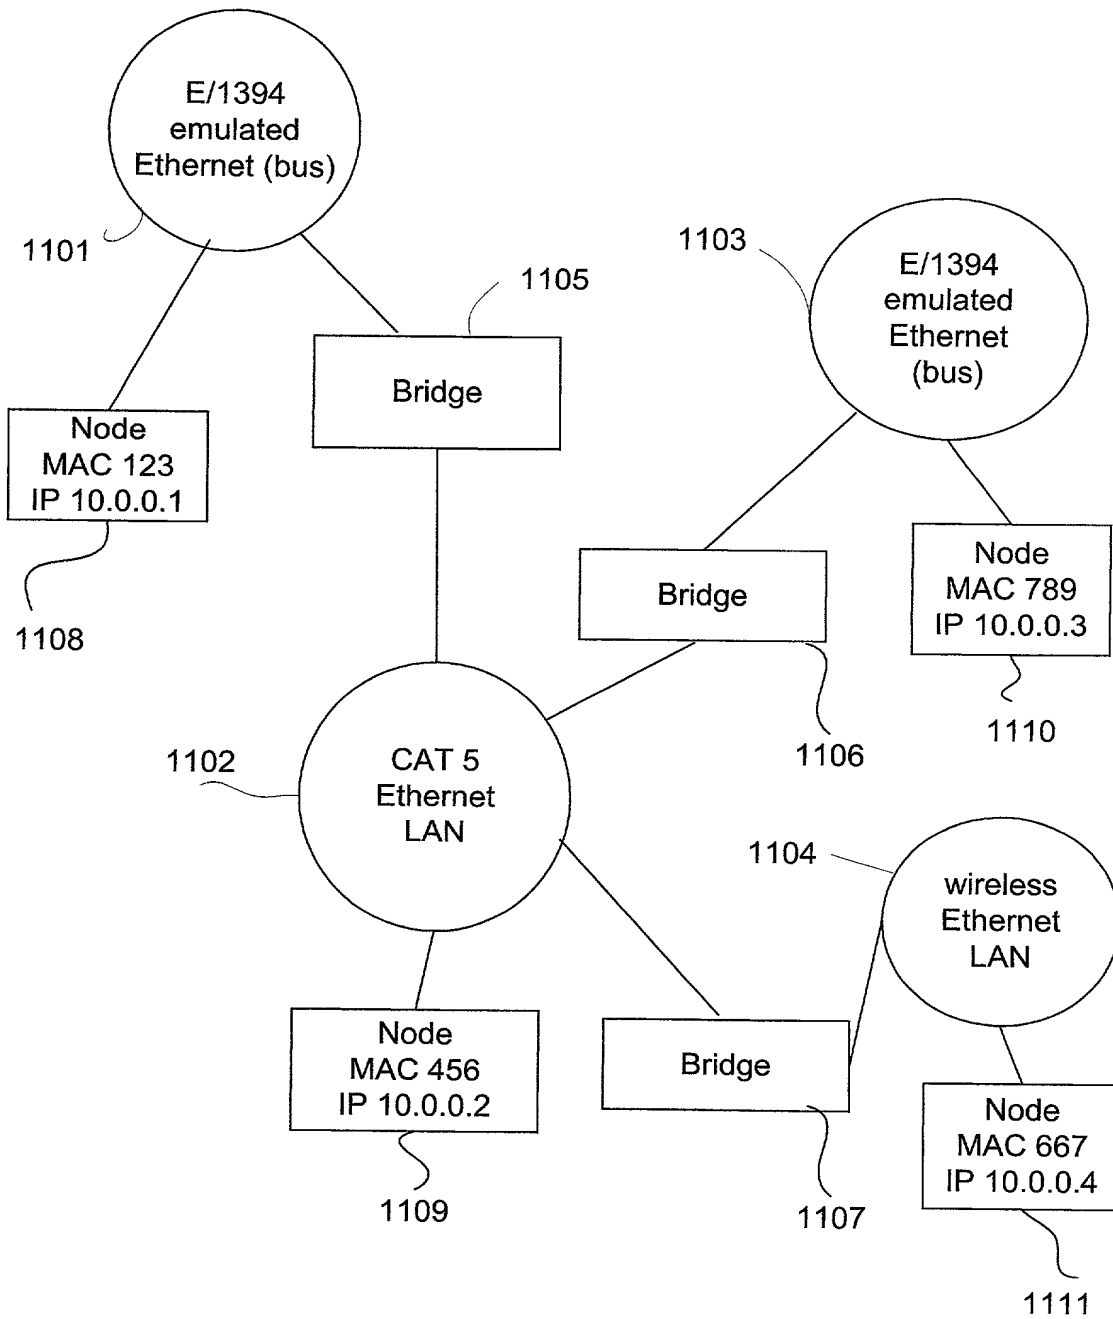 E/1394
emulated
Ethernet (bus)
1101
1103
E/1394
emulated
Ethernet
(bus)
1105
Bridge
Node
MAC 123
IP 10.0.0.1
1108
Bridge
Node
MAC 789
IP 10.0.0.3
1110
1106
1102
CAT 5
Ethernet
LAN
1104
wireless
Ethernet
LAN
Node
MAC 456
IP 10.0.0.2
1109
Bridge
1107
Node
MAC 667
IP 10.0.0.4
1111